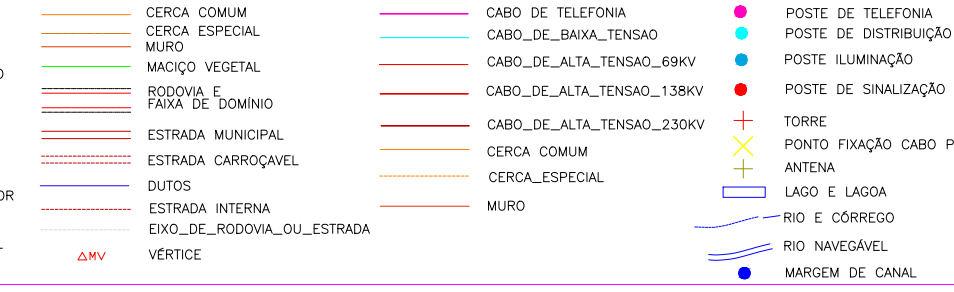 CERCA COMUM
CERCA ESPECIAL
MURO
O
MACIÇO VEGETAL
RODOVIA E
FAIXA DE DOMÍNIO
ESTRADA MUNICIPAL
ESTRADA CARROÇAVEL
DUTOS
OR
ESTRADA INTERNA
EIXO_DE_RODOVIA_OU_ESTRADA
MV VÉRTICE
CABO DE TELEFONIA
CABO_DE_BAIXA_TENSAO
CABO_DE_ALTA_TENSAO_69KV
CABO_DE_ALTA_TENSAO_138KV
CABO_DE_ALTA_TENSAO_230KV
CERCA COMUM
CERCA_ESPECIAL
MURO
POSTE DE TELEFONIA
POSTE DE DISTRIBUIÇÃO
POSTE ILUMINAÇÃO
POSTE DE SINALIZAÇÃO
TORRE
PONTO FIXAÇÃO CABO P
ANTENA
LAGO E LAGOA
RIO E CÓRREGO
RIO NAVEGÁVEL
MARGEM DE CANAL